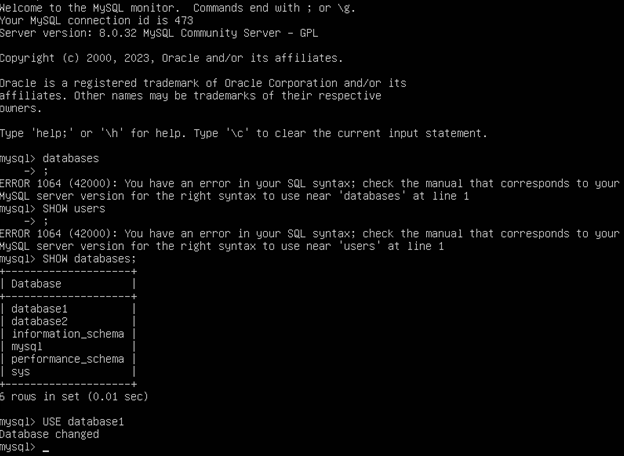 Welcome to the MySQL monitor.  Commands end with ; or \g.
Your MySQL connection id is 473
Server version: 8.0.32 MySQL Community Server - GPL

Copyright (c) 2000, 2023, Oracle and/or its affiliates.

Oracle is a registered trademark of Oracle Corporation and/or its
affiliates. Other names may be trademarks of their respective
owners.

Type 'help;' or '\h' for help. Type '\c' to clear the current input statement.

mysql> databases
    -> ;
ERROR 1064 (42000): You have an error in your SQL syntax; check the manual that corresponds to your
MySQL server version for the right syntax to use near 'databases' at line 1
mysql> SHOW users
    -> ;
ERROR 1064 (42000): You have an error in your SQL syntax; check the manual that corresponds to your
MySQL server version for the right syntax to use near 'users' at line 1
mysql> SHOW databases;
+--------------------+
| Database           |
+--------------------+
| database1          |
| database2          |
| information_schema |
| mysql              |
| performance_schema |
| sys                |
+--------------------+
6 rows in set (0.01 sec)

mysql> USE database1
Database changed
mysql> _